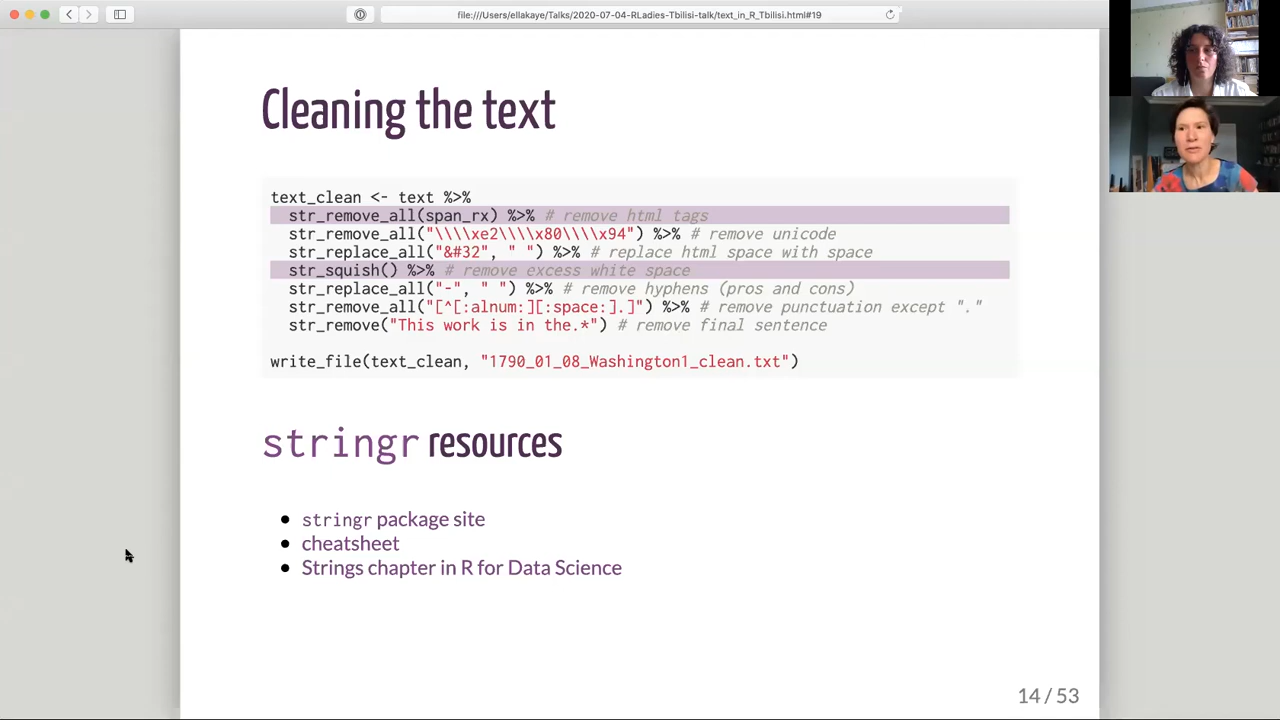 file:///Users/ellakaye/Talks/2020-07-04-RLadies-Tbilisi-talk/text_in_R_Tbilisi.html#19
Cleaning the text
text_clean <- text %>%
str_remove_all(span_rx) %>% # remove html tags
str_remove_all("\\\\xe2\\\\x80\\\\x94") %>% # remove unicode
str_replace_all("&#32", " ") %>% # replace html space with space
str_squish() %>% # remove excess white space
str_replace_all("-", " ") %>% # remove hyphens (pros and cons)
str_remove_all("[^[:alnum:][:space:].]") %>% # remove punctuation except "."
str_remove("This work is in the.*") # remove final sentence
write_file(text_clean, "1790_01_08_Washington1_clean.txt")
stringr resources
• stringr package site
• cheatsheet
• Strings chapter in R for Data Science
14 / 53